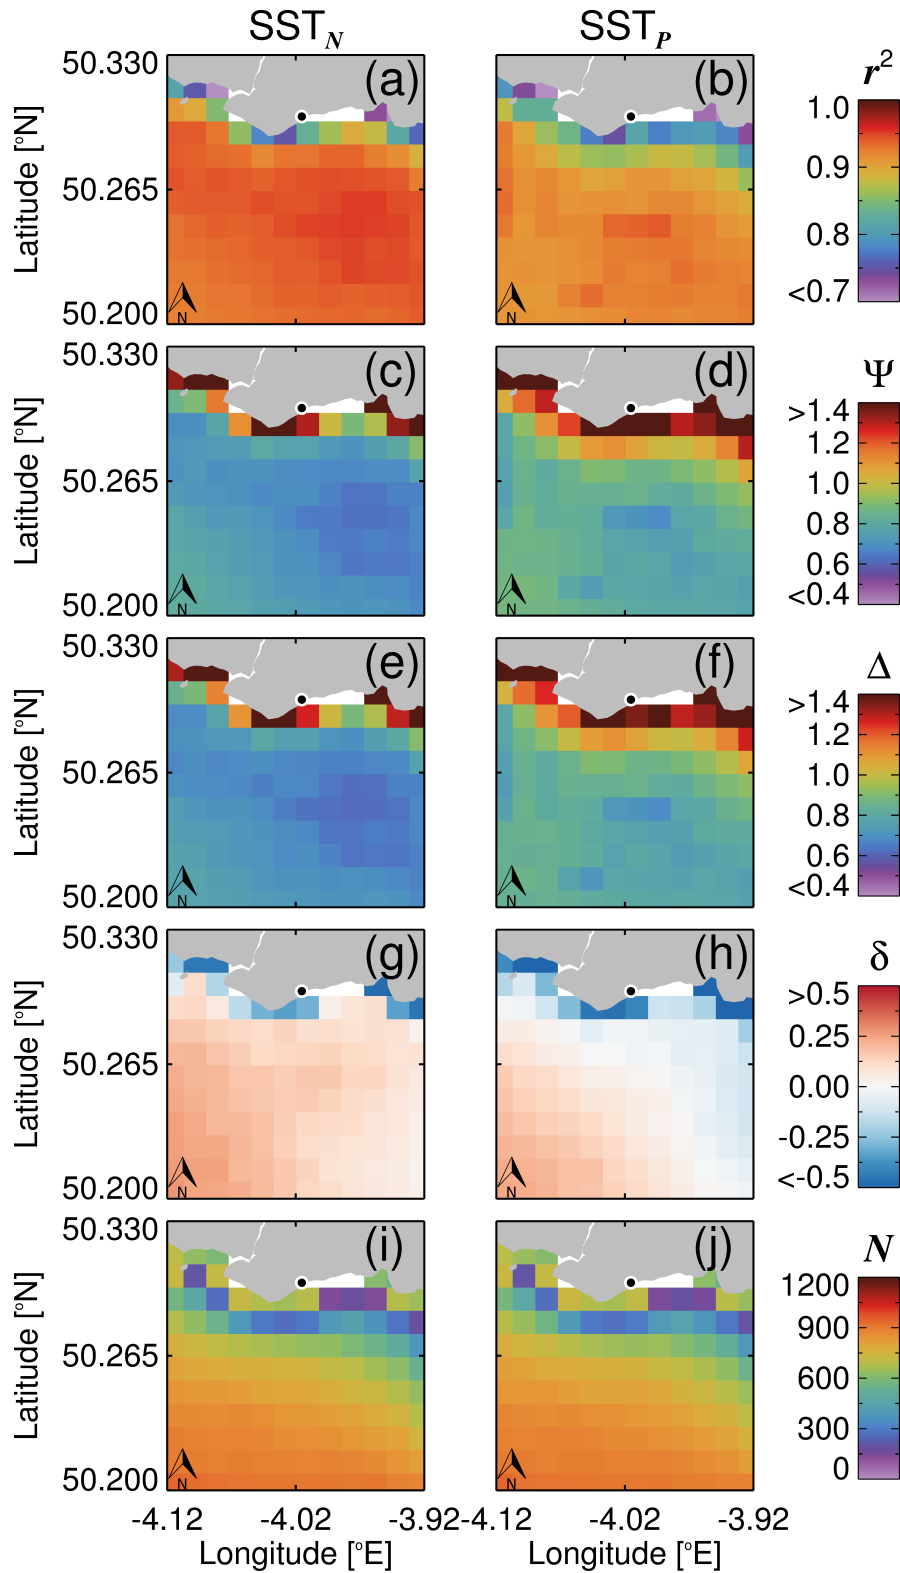 SST_N SST_P
50.330 (a) (b) r²
Latitude [°N]
1.0
0.9
50.265
0.8
<0.7
50.200 N N
50.330 (c) (d) Ψ
Latitude [°N]
>1.4
1.2
50.265 1.0
0.8
0.6
<0.4
50.200 N N
50.330 (e) (f) Δ
Latitude [°N]
>1.4
1.2
50.265 1.0
0.8
0.6
<0.4
50.200 N N
50.330 (g) (h) δ
Latitude [°N]
>0.5
0.25
50.265 0.00
-0.25
<-0.5
50.200 N N
50.330 (i) (j) N
Latitude [°N]
1200
900
50.265
600
300
0
50.200 N N
-4.12 -4.02 -3.92 -4.12 -4.02 -3.92
Longitude [°E] Longitude [°E]